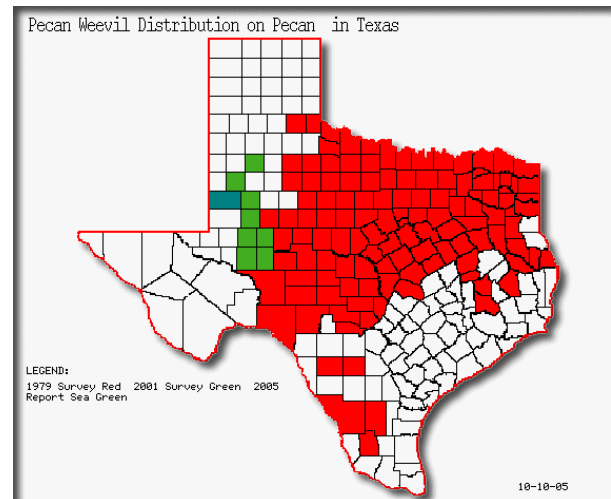 Pecan Weevil Distribution on Pecan  in Texas
LEGEND:
1979 Survey Red  2001 Survey Green  2005
Report Sea Green
10-10-05